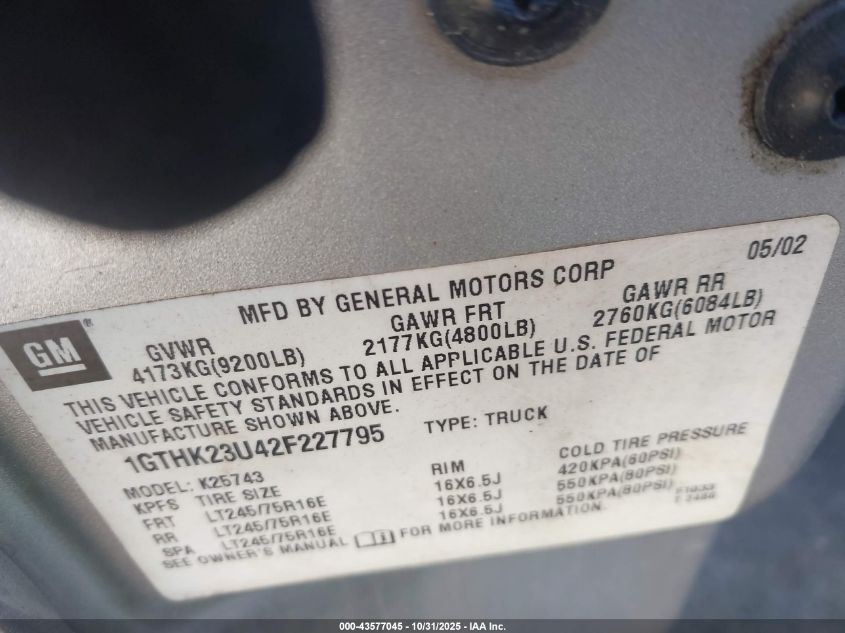 05/02
MFD BY GENERAL MOTORS CORP
GM®
GVWR GAWR FRT GAWR RR
4173KG(9200LB) 2177KG(4800LB) 2760KG(6084LB)
THIS VEHICLE CONFORMS TO ALL APPLICABLE U.S. FEDERAL MOTOR
VEHICLE SAFETY STANDARDS IN EFFECT ON THE DATE OF
MANUFACTURE SHOWN ABOVE.
1GTHK23U42F227795 TYPE: TRUCK
MODEL: K25743
KPFS TIRE SIZE RIM COLD TIRE PRESSURE
FRT LT245/75R16E 16X6.5J 420KPA(60PSI)
RR LT245/75R16E 16X6.5J 550KPA(80PSI)
SPA LT245/75R16E 16X6.5J 550KPA(80PSI)
SEE OWNER'S MANUAL FOR MORE INFORMATION.
000-43577045 - 10/31/2025 - IAA Inc.